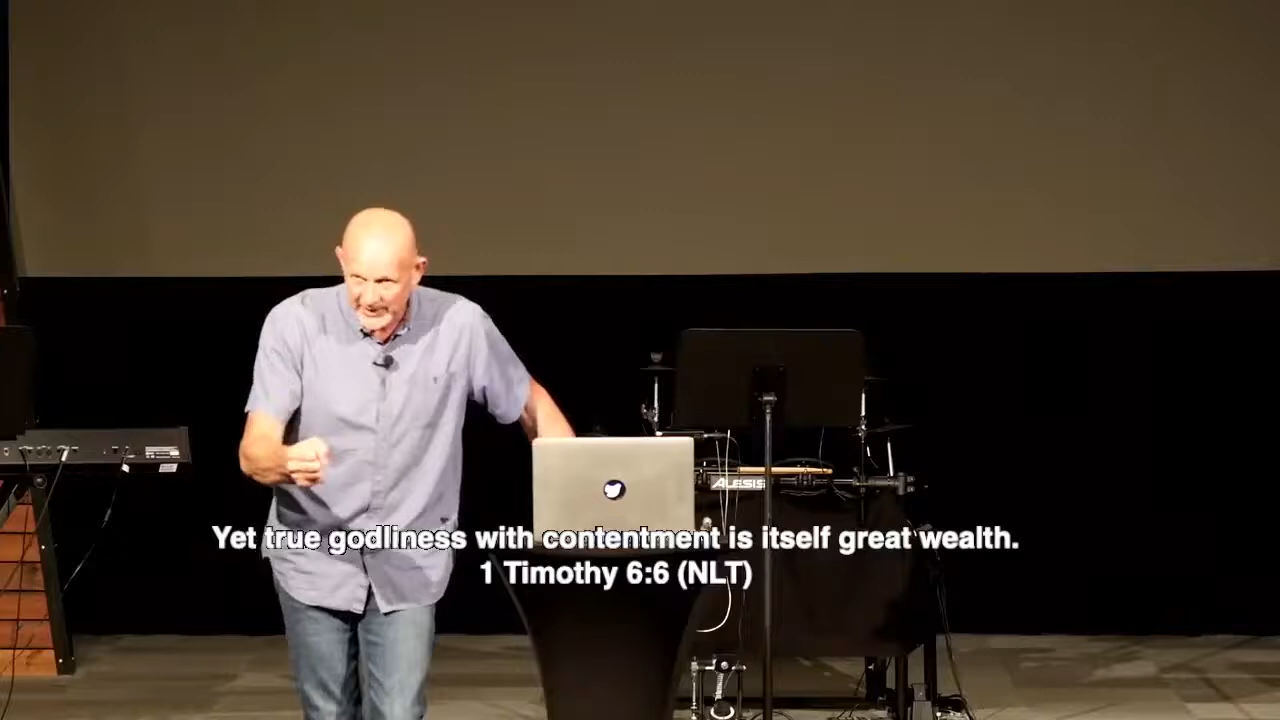 ALESIS
Yet true godliness with contentment is itself great wealth.
1 Timothy 6:6 (NLT)